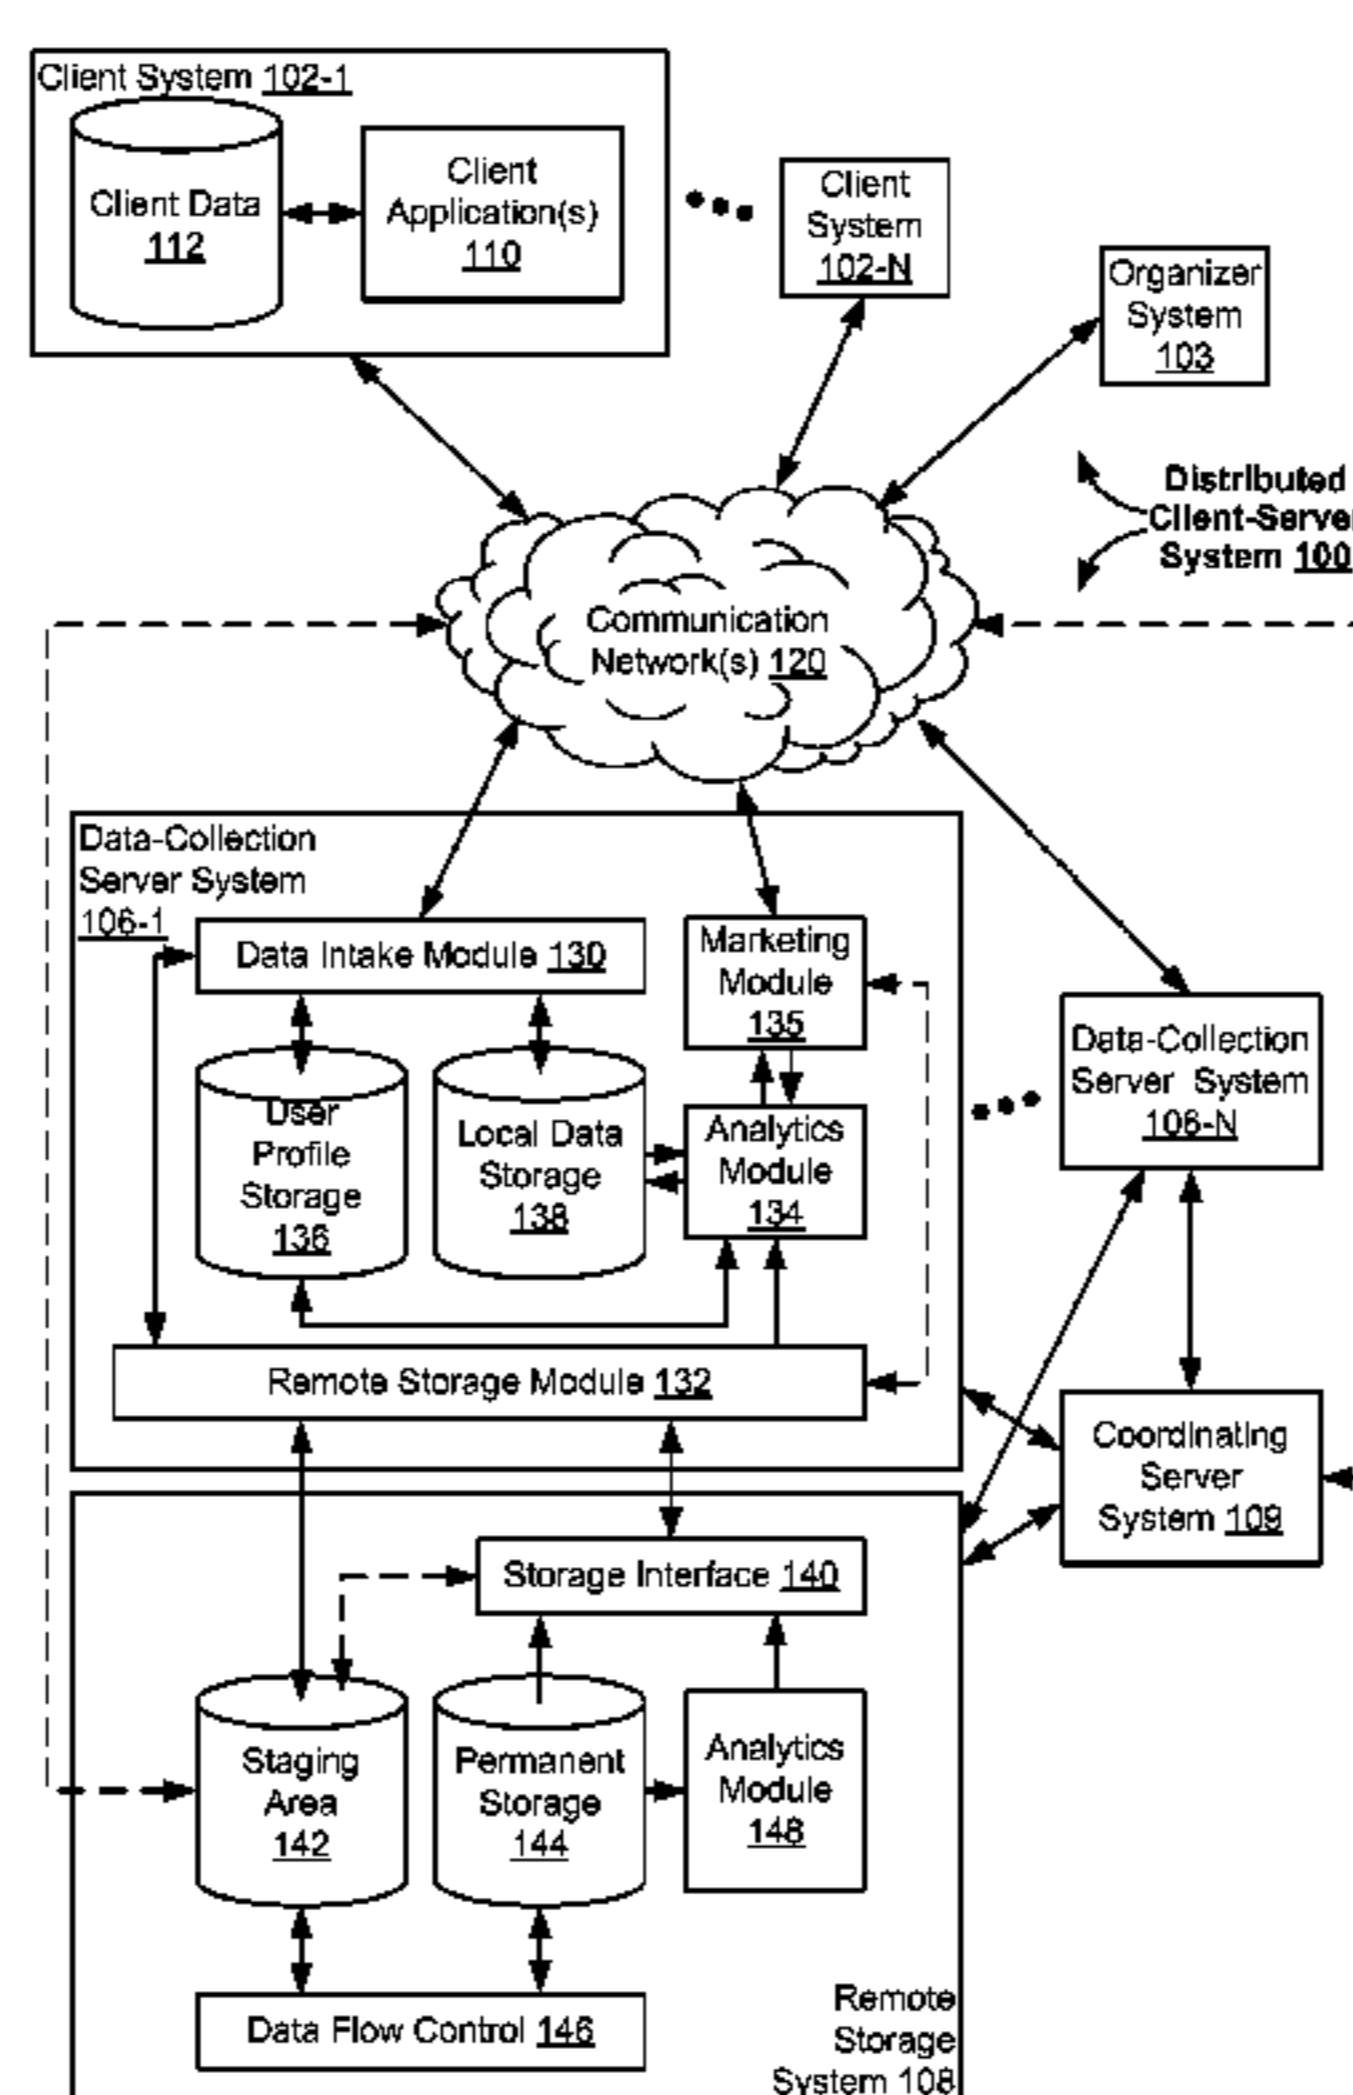 Client System 102-1
Client Data
112
Client
Application(s)
110
Client
System
102-N
Organizer
System
103
Distributed
Client-Server
System 100
Communication
Network(s) 120
Data-Collection
Server System
106-1
Data Intake Module 130
Marketing
Module
135
User
Profile
Storage
136
Local Data
Storage
138
Analytics
Module
134
Data-Collection
Server System
106-N
Remote Storage Module 132
Coordinating
Server
System 109
Storage Interface 140
Staging
Area
142
Permanent
Storage
144
Analytics
Module
148
Data Flow Control 146
Remote
Storage
System 108